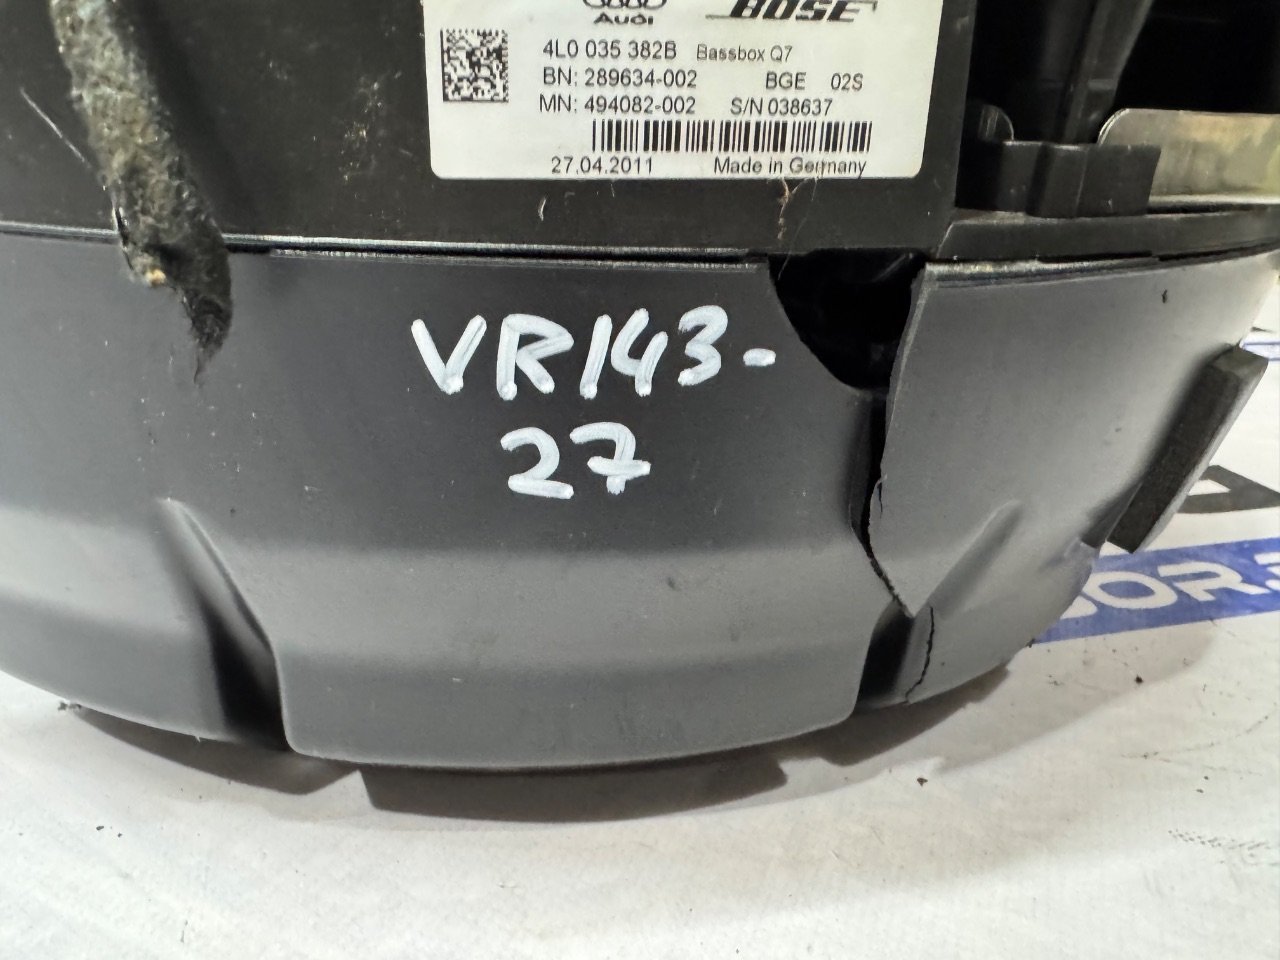 Audi BOSE
4L0 035 382B Bassbox Q7
BN: 289634-002 BGE 02S
MN: 494082-002 S/N 038637
27.04.2011 Made in Germany
VR143-
27